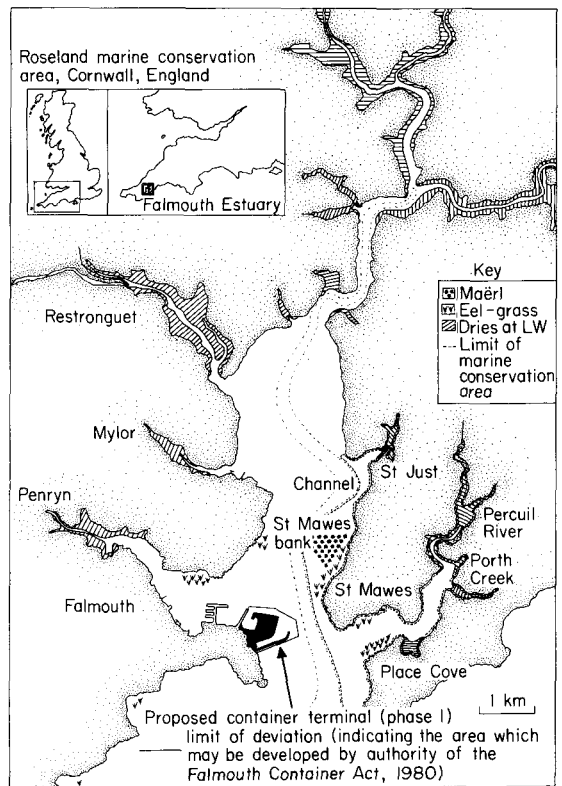 Roseland marine conservation
area, Cornwall, England
Falmouth Estuary
Key
Maërl
Eel-grass
Dries at LW
Limit of
marine
conservation
area
Restronguet
Mylor
Channel
St Just
Penryn
St Mawes
bank
Percuil
River
Porth
Creek
St Mawes
Falmouth
Place Cove
1 km
Proposed container terminal (phase 1)
limit of deviation (indicating the area which
may be developed by authority of the
Falmouth Container Act, 1980)